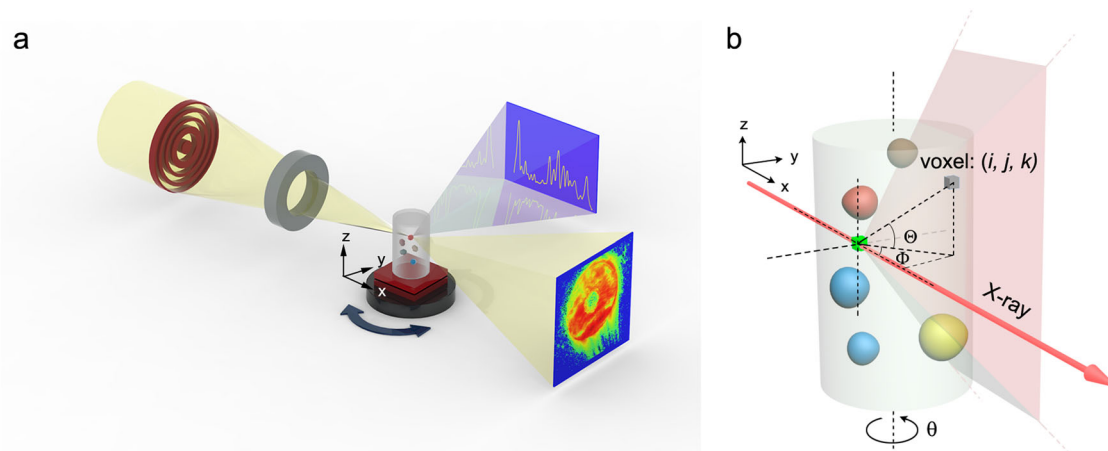 a
z
y
x
b
z
y
x
voxel: (i, j, k)
Θ
Φ
X-ray
θ